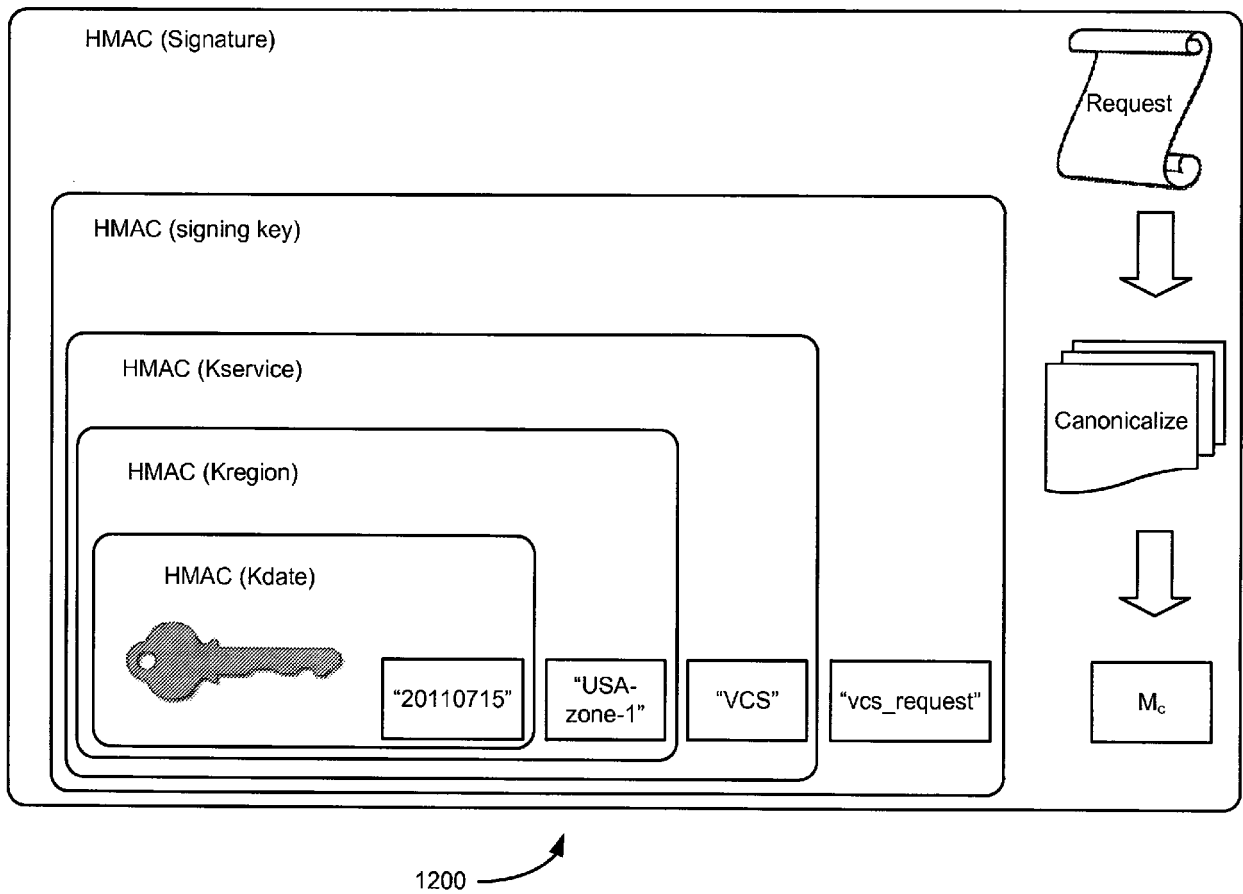 HMAC (Signature)
Request
HMAC (signing key)
HMAC (Kservice)
Canonicalize
HMAC (Kregion)
HMAC (Kdate)
“20110715”
“USA-
zone-1”
“VCS”
“vcs_request”
Mc
1200